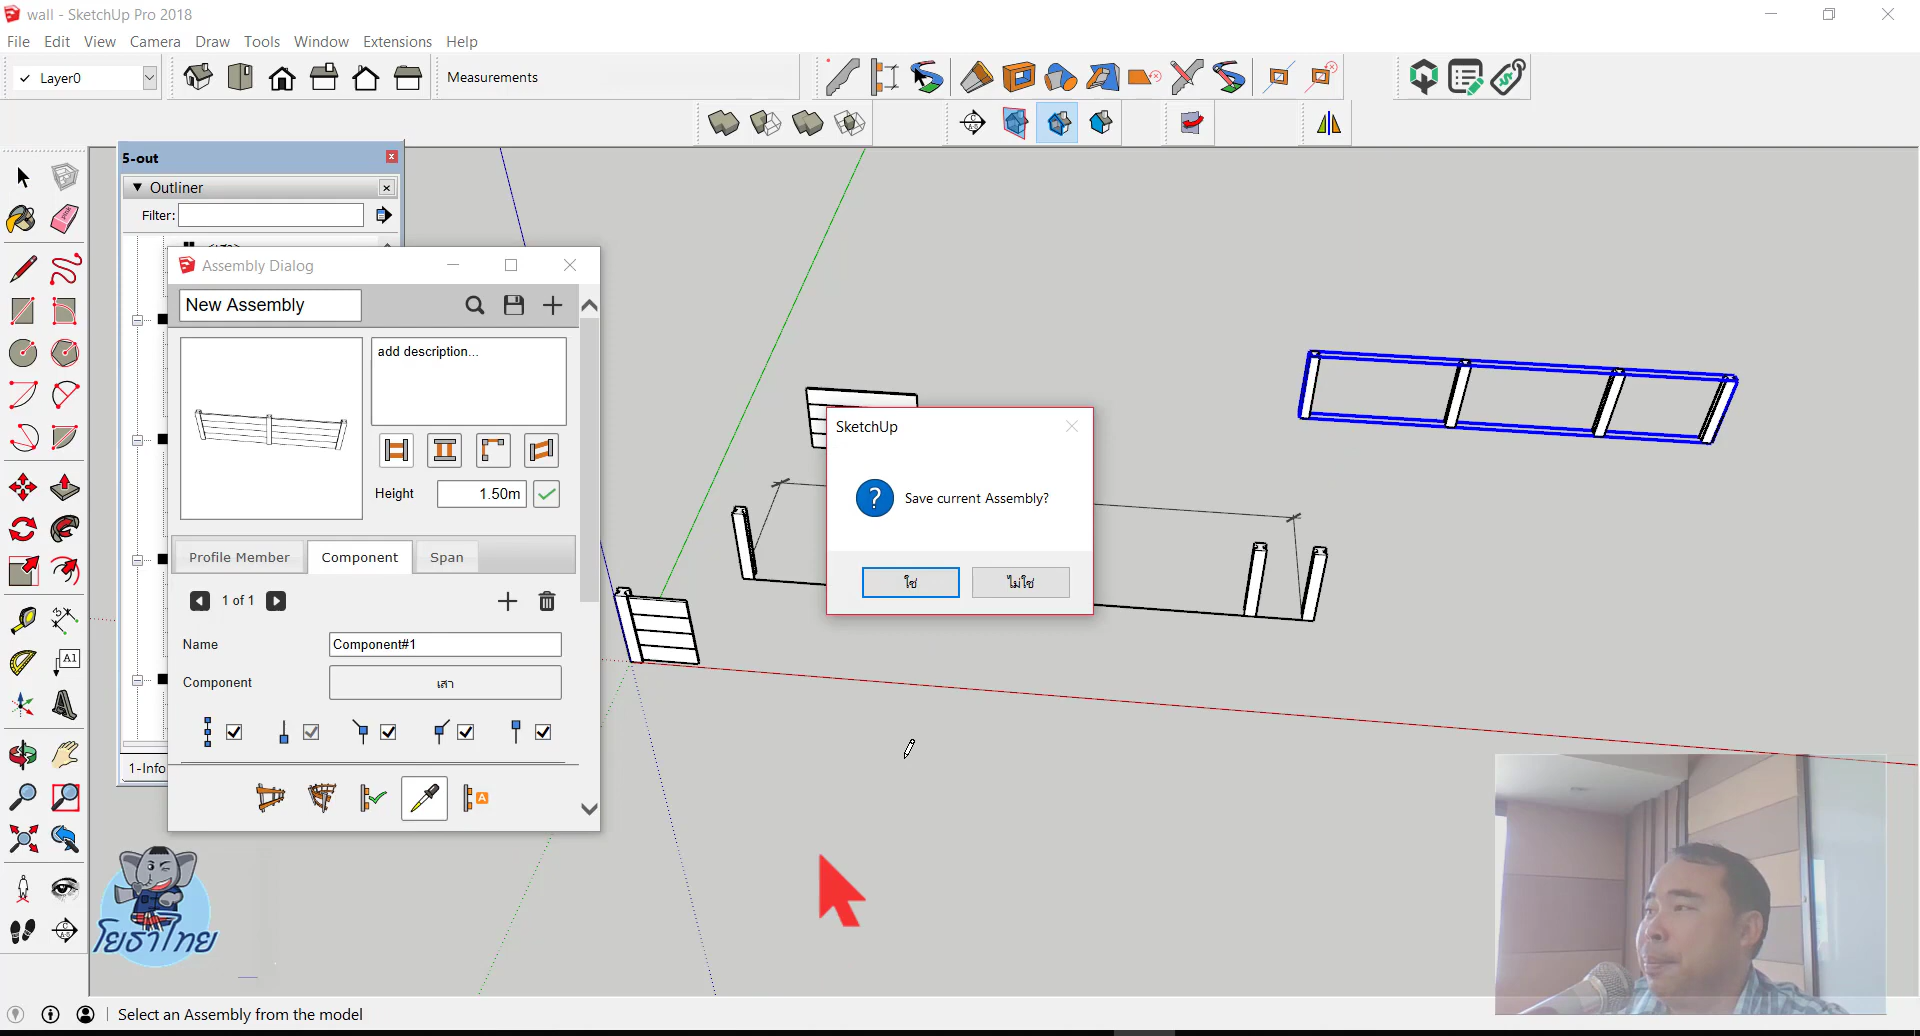 wall - SketchUp Pro 2018
File Edit View Camera Draw Tools Window Extensions Help
Layer0
Measurements
5-out
Outliner
Filter:
Assembly Dialog
New Assembly
add description...
Height 1.50m
Profile Member Component Span
1 of 1
Name Component#1
Component เสา
1-Info
SketchUp
Save current Assembly?
ใช่ ไม่ใช่
A1
A
โยธาไทย
Select an Assembly from the model